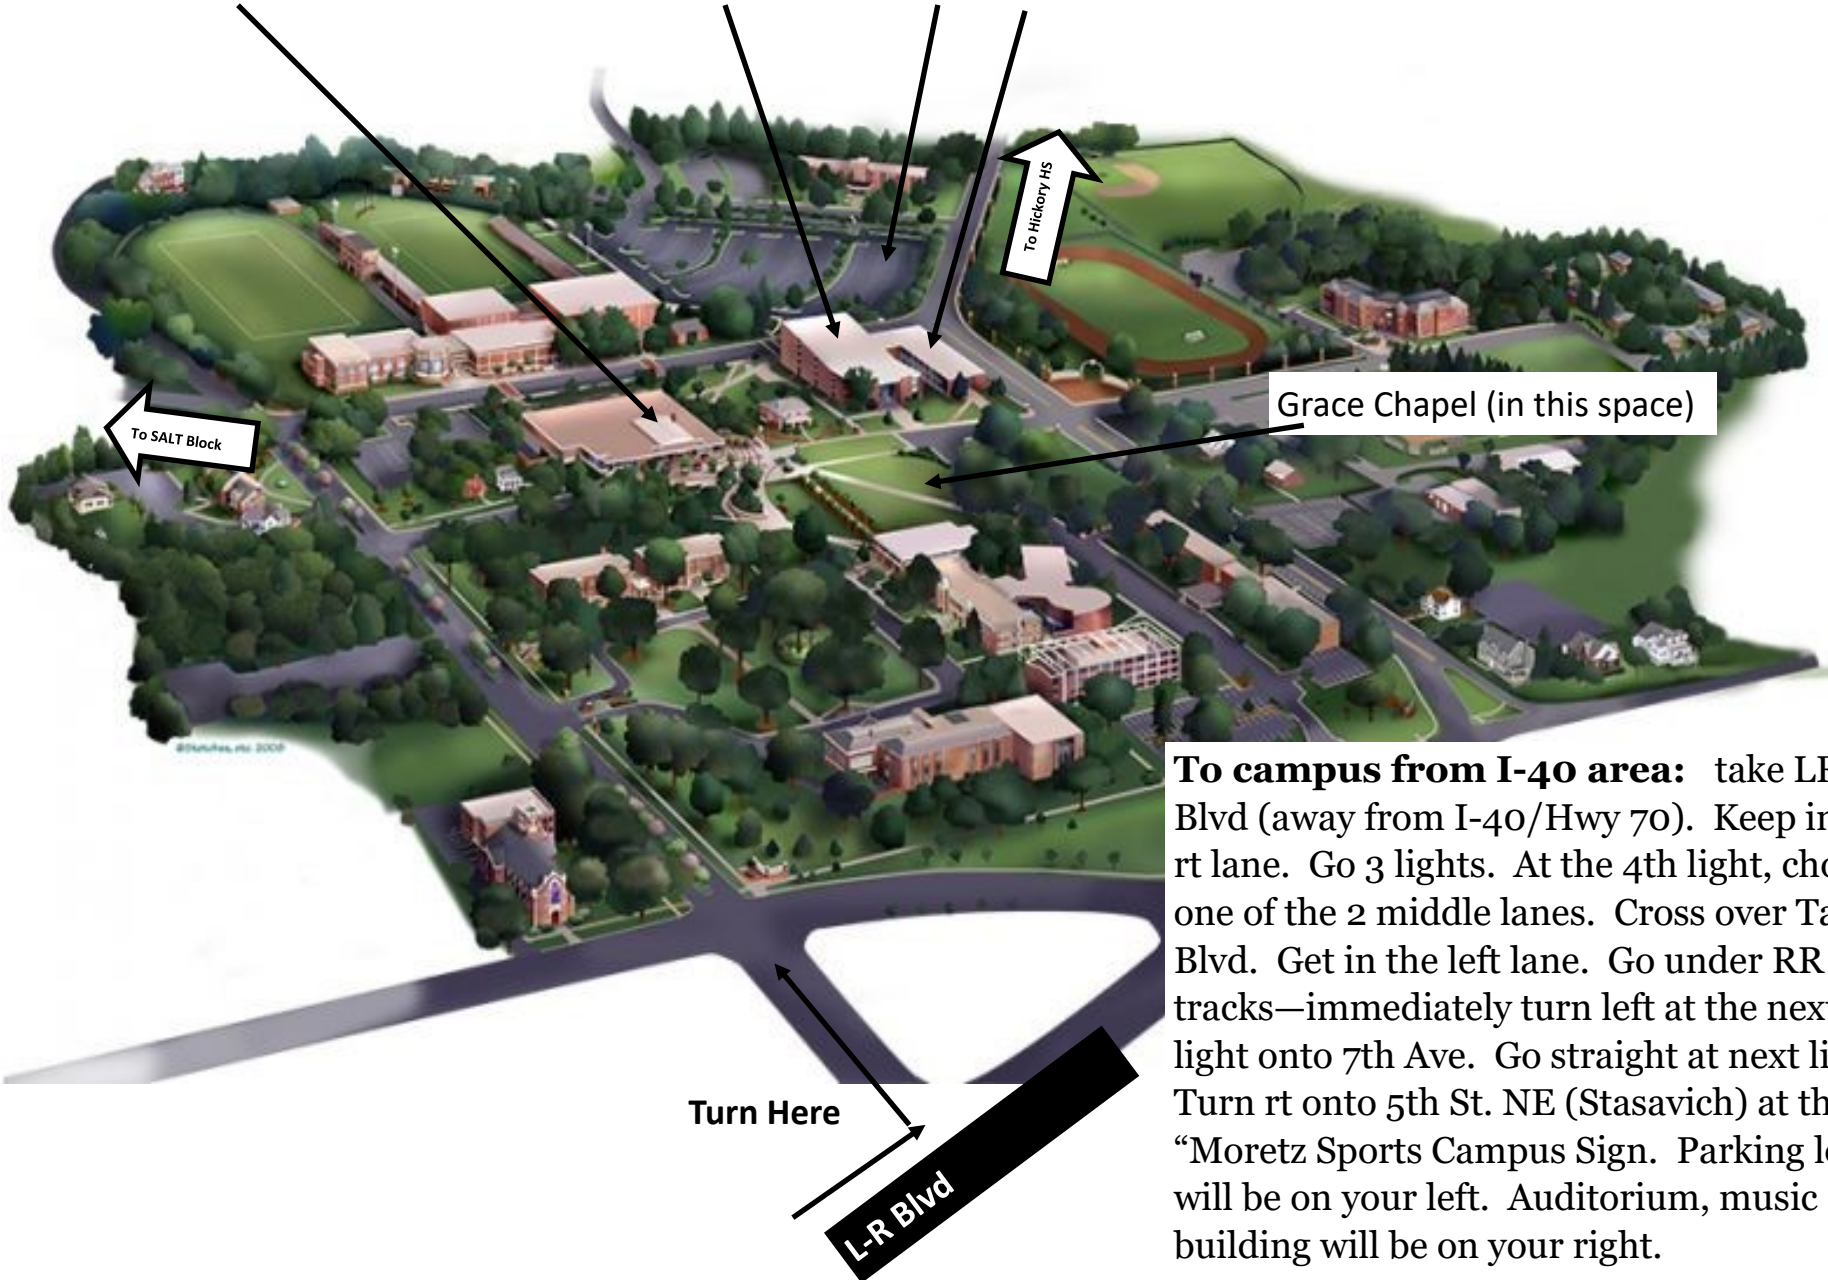 To Hickory HS
Grace Chapel (in this space)
To SALT Block
©Sketches, etc. 2009
To campus from I-40 area: take LR
Blvd (away from I-40/Hwy 70). Keep in
rt lane. Go 3 lights. At the 4th light, cho
one of the 2 middle lanes. Cross over Ta
Blvd. Get in the left lane. Go under RR
tracks—immediately turn left at the next
light onto 7th Ave. Go straight at next li
Turn rt onto 5th St. NE (Stasavich) at th
“Moretz Sports Campus Sign. Parking lo
will be on your left. Auditorium, music
building will be on your right.
Turn Here
L-R Blvd